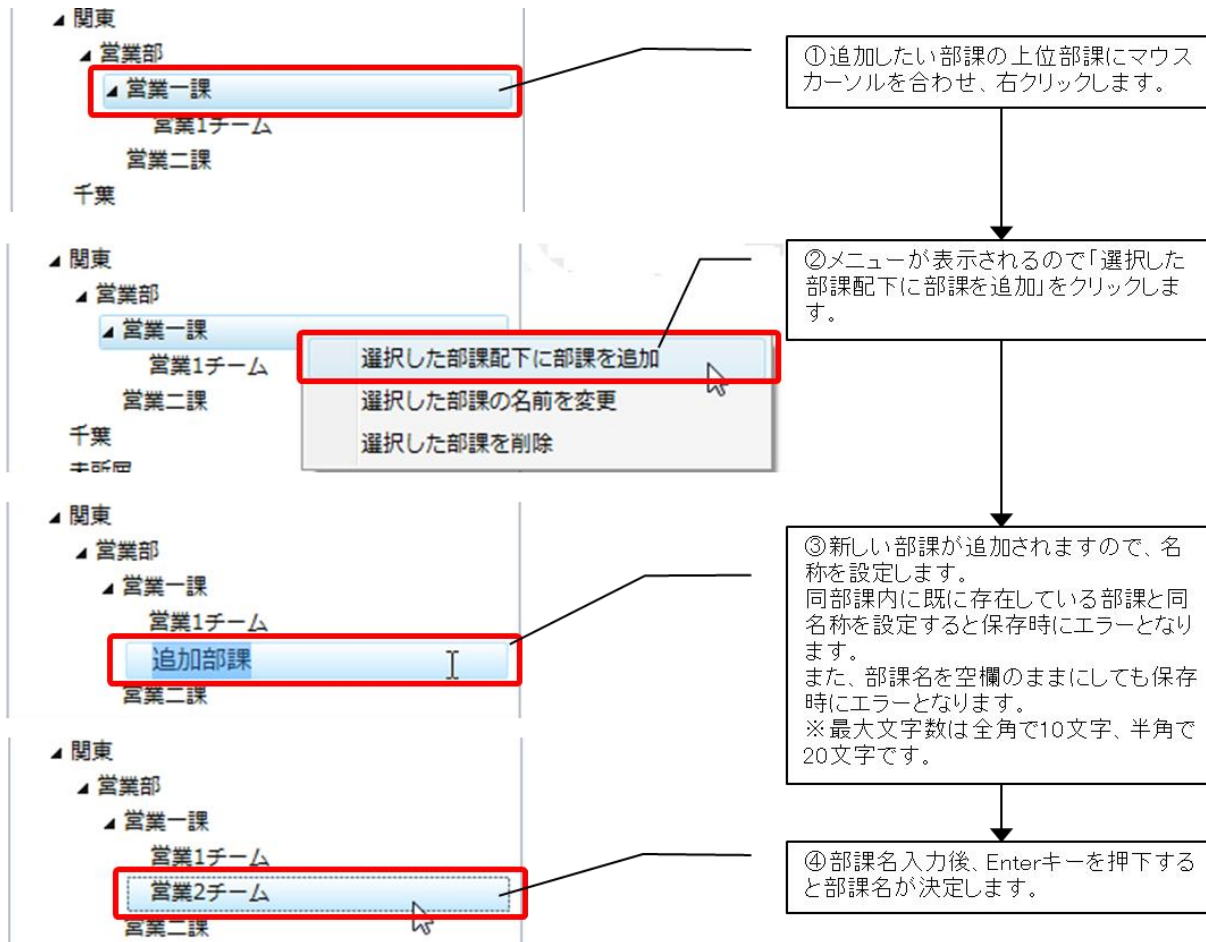 関東
営業部
営業一課
営業1チーム
営業二課
千葉
①追加したい部課の上位部課にマウス
カーソルを合わせ、右クリックします。
関東
営業部
営業一課
営業1チーム
営業二課
千葉
未所属
選択した部課配下に部課を追加
選択した部課の名前を変更
選択した部課を削除
②メニューが表示されるので「選択した
部課配下に部課を追加」をクリックしま
す。
関東
営業部
営業一課
営業1チーム
追加部課
営業二課
③新しい部課が追加されますので、名
称を設定します。
同部課内に既に存在している部課と同
名称を設定すると保存時にエラーとなり
ます。
また、部課名を空欄のままにしても保存
時にエラーとなります。
※最大文字数は全角で10文字、半角で
20文字です。
関東
営業部
営業一課
営業1チーム
営業2チーム
営業二課
④部課名入力後、Enterキーを押下する
と部課名が決定します。